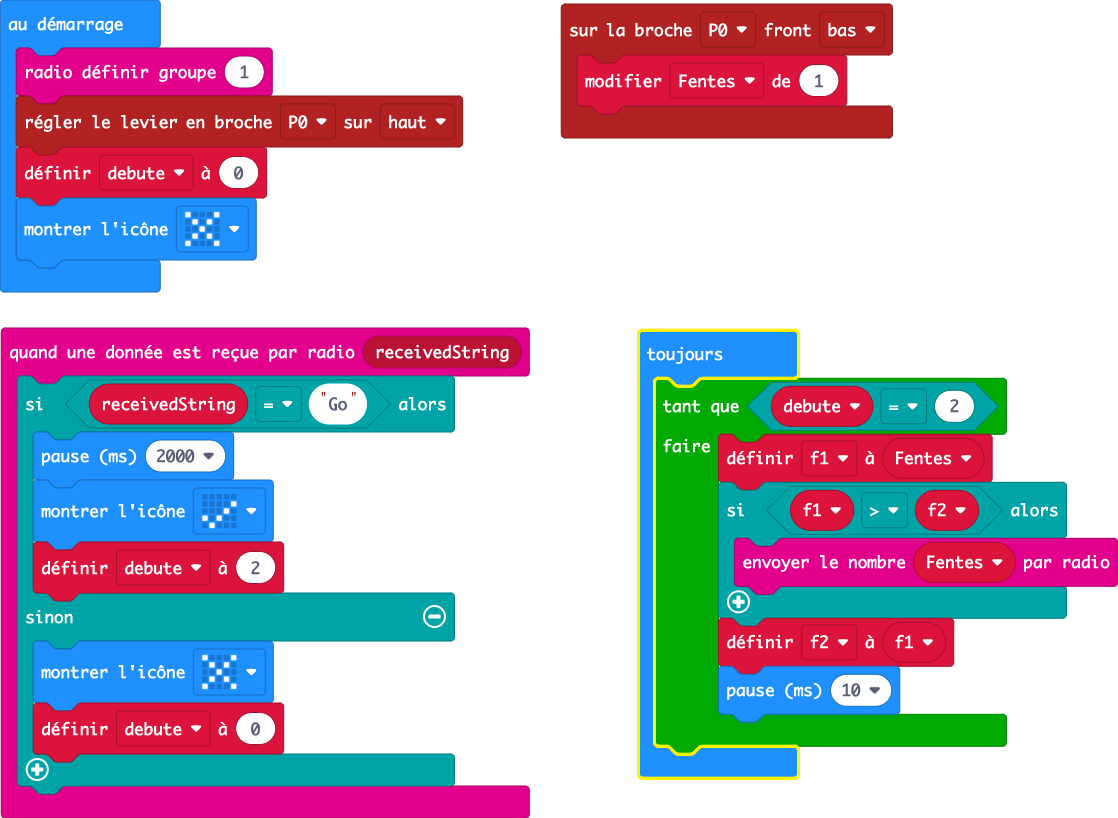 au démarrage
radio définir groupe 1
régler le levier en broche P0 sur haut
définir debute à 0
montrer l'icône
sur la broche P0 front bas
modifier Fentes de 1
quand une donnée est reçue par radio receivedString
si receivedString = "Go" alors
pause (ms) 2000
montrer l'icône
définir debute à 2
sinon
montrer l'icône
définir debute à 0
toujours
tant que debute = 2
faire
définir f1 à Fentes
si f1 > f2 alors
envoyer le nombre Fentes par radio
définir f2 à f1
pause (ms) 10